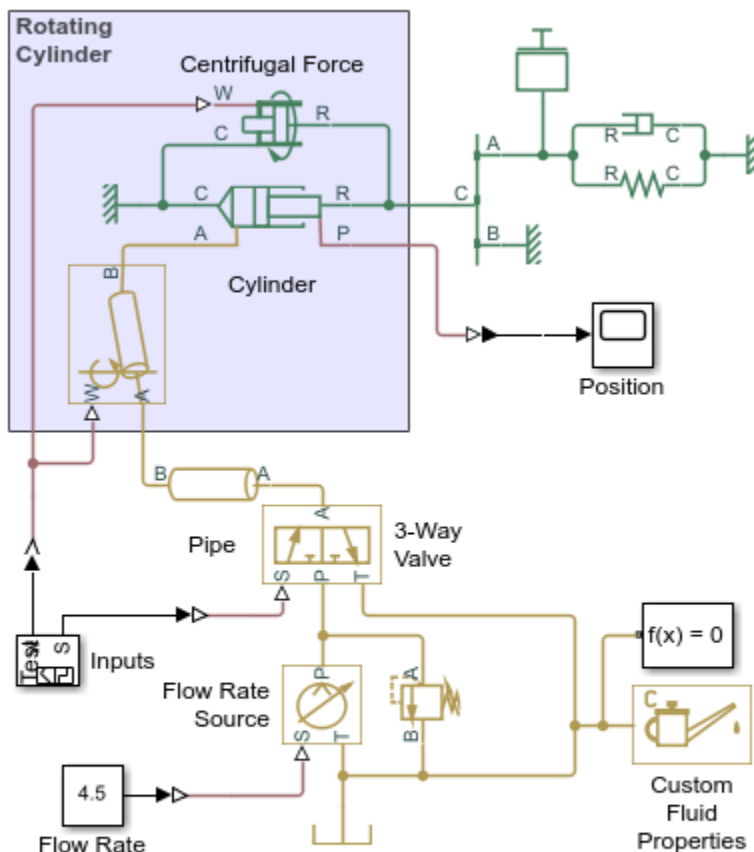 Rotating
Cylinder
Centrifugal Force
W
R
C
A
R
C
C
R
C
R
C
A
P
B
B
Cylinder
W
A
Position
B
A
A
Pipe
3-Way
Valve
S
P
T
S
Inputs
f(x) = 0
P
A
Flow Rate
Source
C
S
T
B
4.5
Custom
Fluid
Properties
Flow Rate